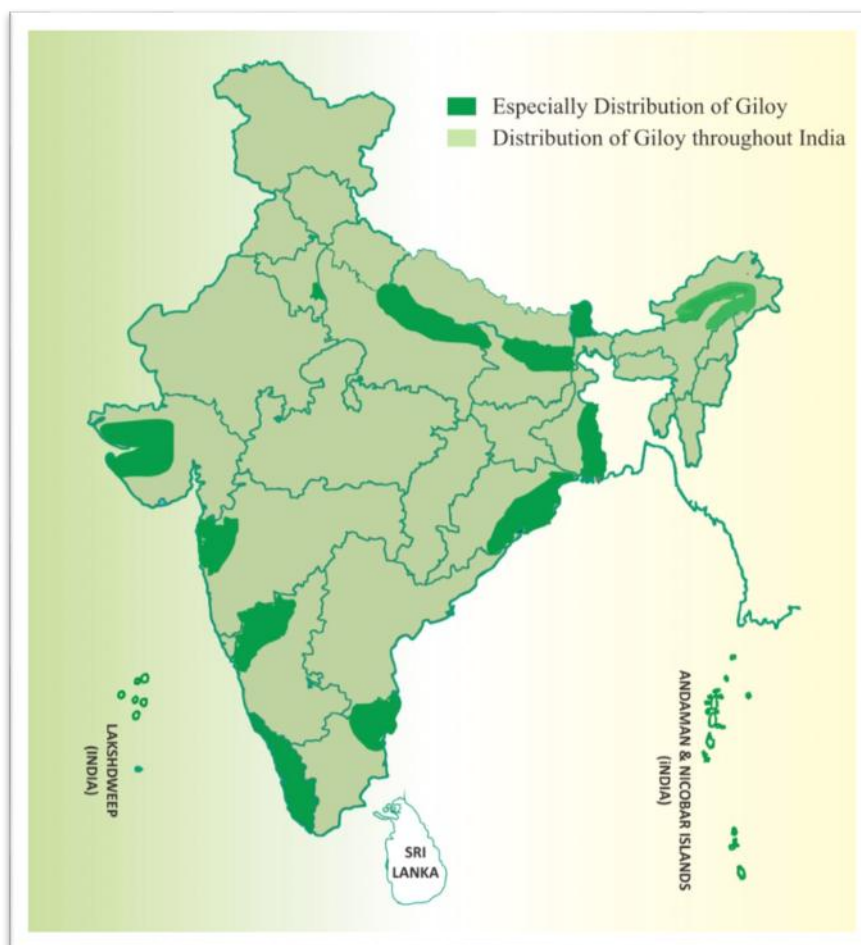 Especially Distribution of Giloy
Distribution of Giloy throughout India
LAKSHDWEEP
(INDIA)
ANDAMAN & NICOBAR ISLANDS
(iNDIA)
SRI
LANKA